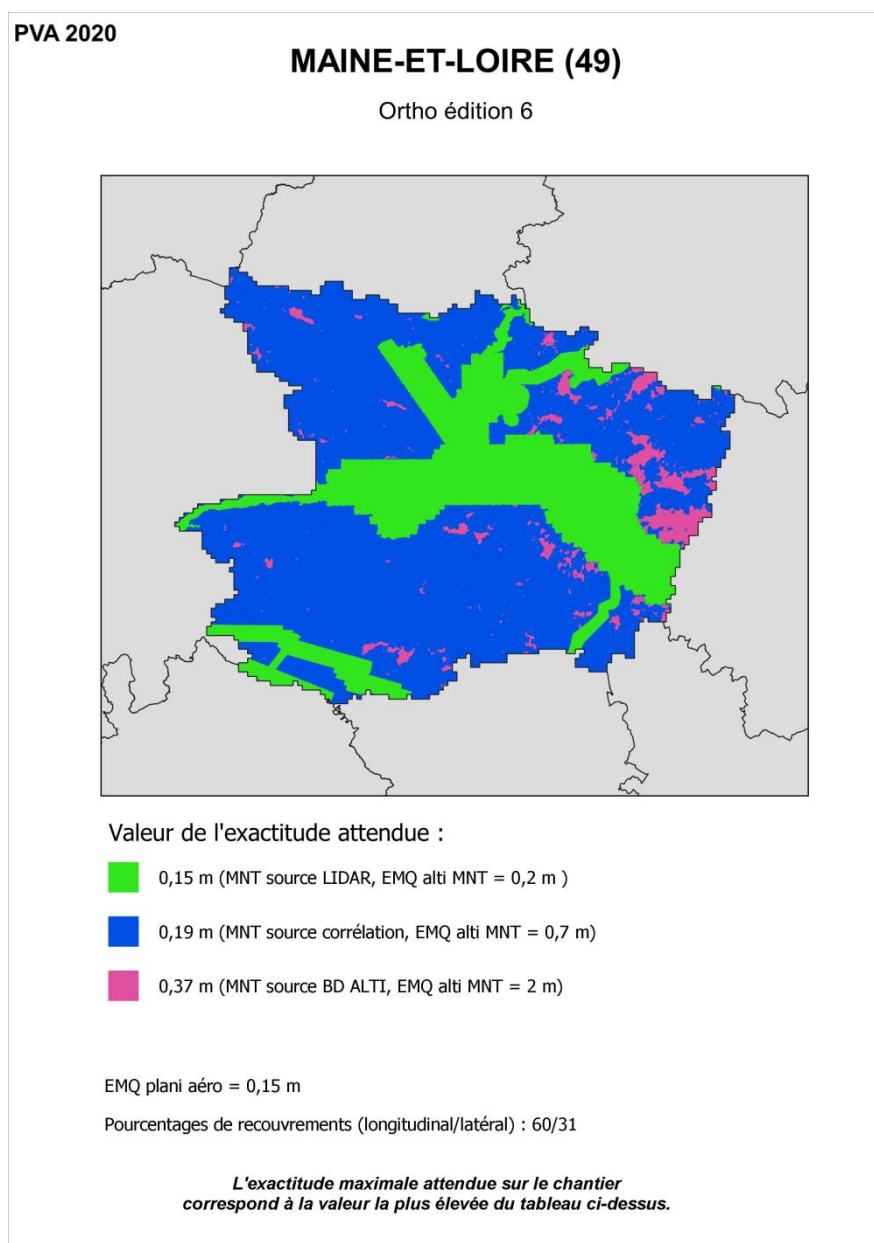 PVA 2020
MAINE-ET-LOIRE (49)
Ortho édition 6
Valeur de l'exactitude attendue :
0,15 m (MNT source LIDAR, EMQ alti MNT = 0,2 m )
0,19 m (MNT source corrélation, EMQ alti MNT = 0,7 m)
0,37 m (MNT source BD ALTI, EMQ alti MNT = 2 m)
EMQ plani aéro = 0,15 m
Pourcentages de recouvrements (longitudinal/latéral) : 60/31
L'exactitude maximale attendue sur le chantier
correspond à la valeur la plus élevée du tableau ci-dessus.